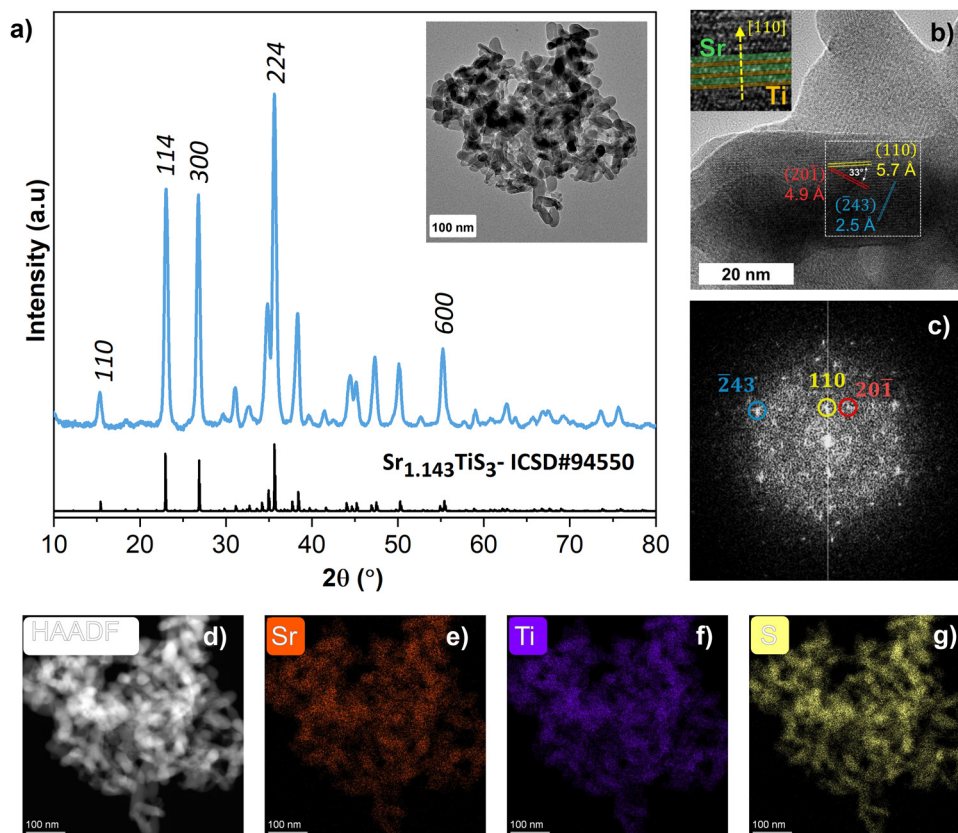 a)
Intensity (a.u)
110
114
300
224
600
100 nm
Sr1.143TiS3- ICSD#94550
10 20 30 40 50 60 70 80
2θ (°)
b)
[110]
Sr
Ti
(110)
5.7 Å
(201̄)
4.9 Å
33°
(2̄43)
2.5 Å
20 nm
c)
2̄43
110
201̄
HAADF
d)
100 nm
Sr
e)
100 nm
Ti
f)
100 nm
S
g)
100 nm